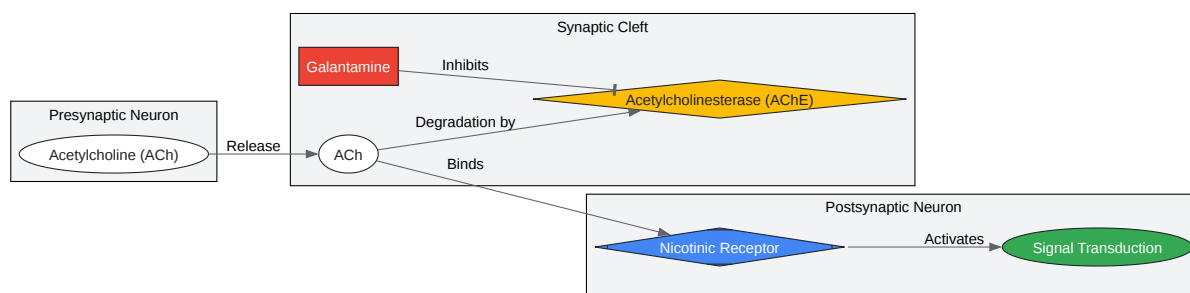 Synaptic Cleft
Galantamine
Inhibits
Acetylcholinesterase (AChE)
Presynaptic Neuron
Degradation by
Acetylcholine (ACh)
Release
ACh
Binds
Postsynaptic Neuron
Nicotinic Receptor
Activates
Signal Transduction